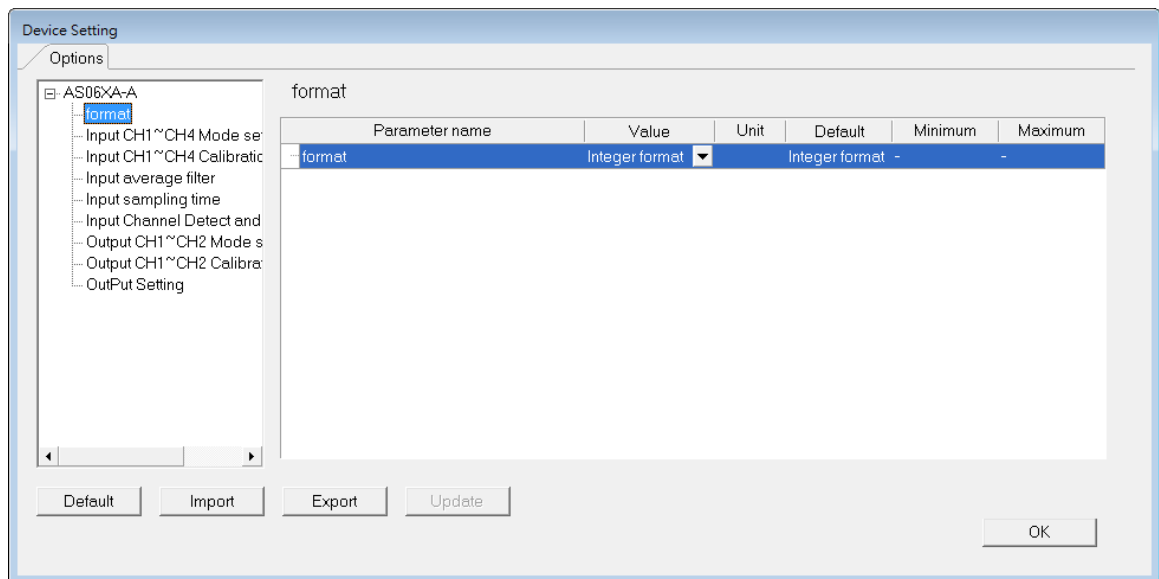 Device Setting
Options
AS06XA-A
format
Input CH1~CH4 Mode se
Input CH1~CH4 Calibratic
Input average filter
Input sampling time
Input Channel Detect and
Output CH1~CH2 Mode s
Output CH1~CH2 Calibra
OutPut Setting
format
Parameter name Value Unit Default Minimum Maximum
format Integer format Integer format - -
Default Import Export Update
OK